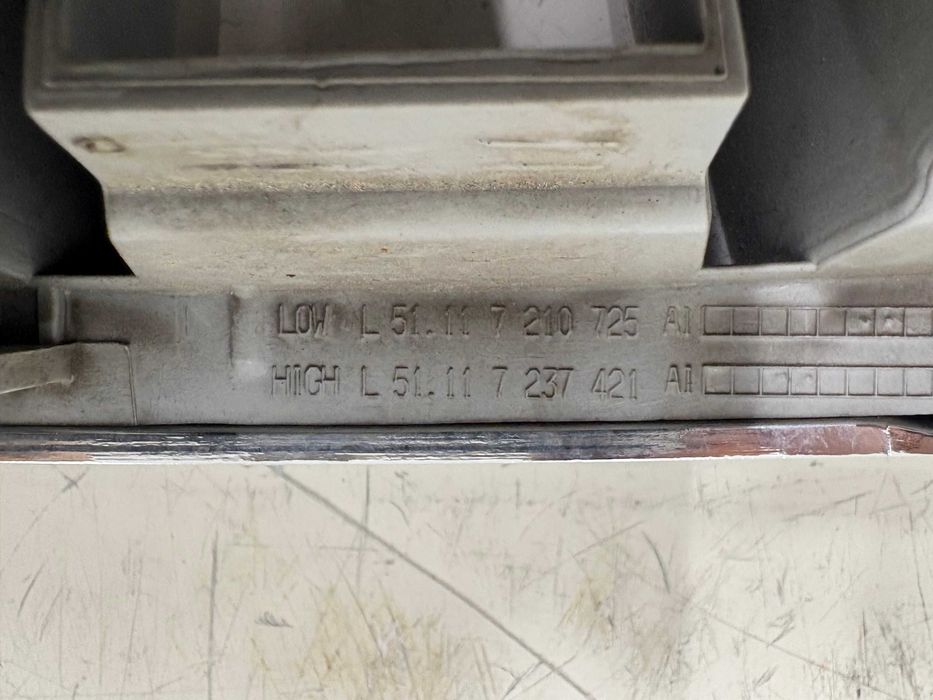 LOW L 51.11 7 210 725 AI
HIGH L 51.11 7 237 421 AI